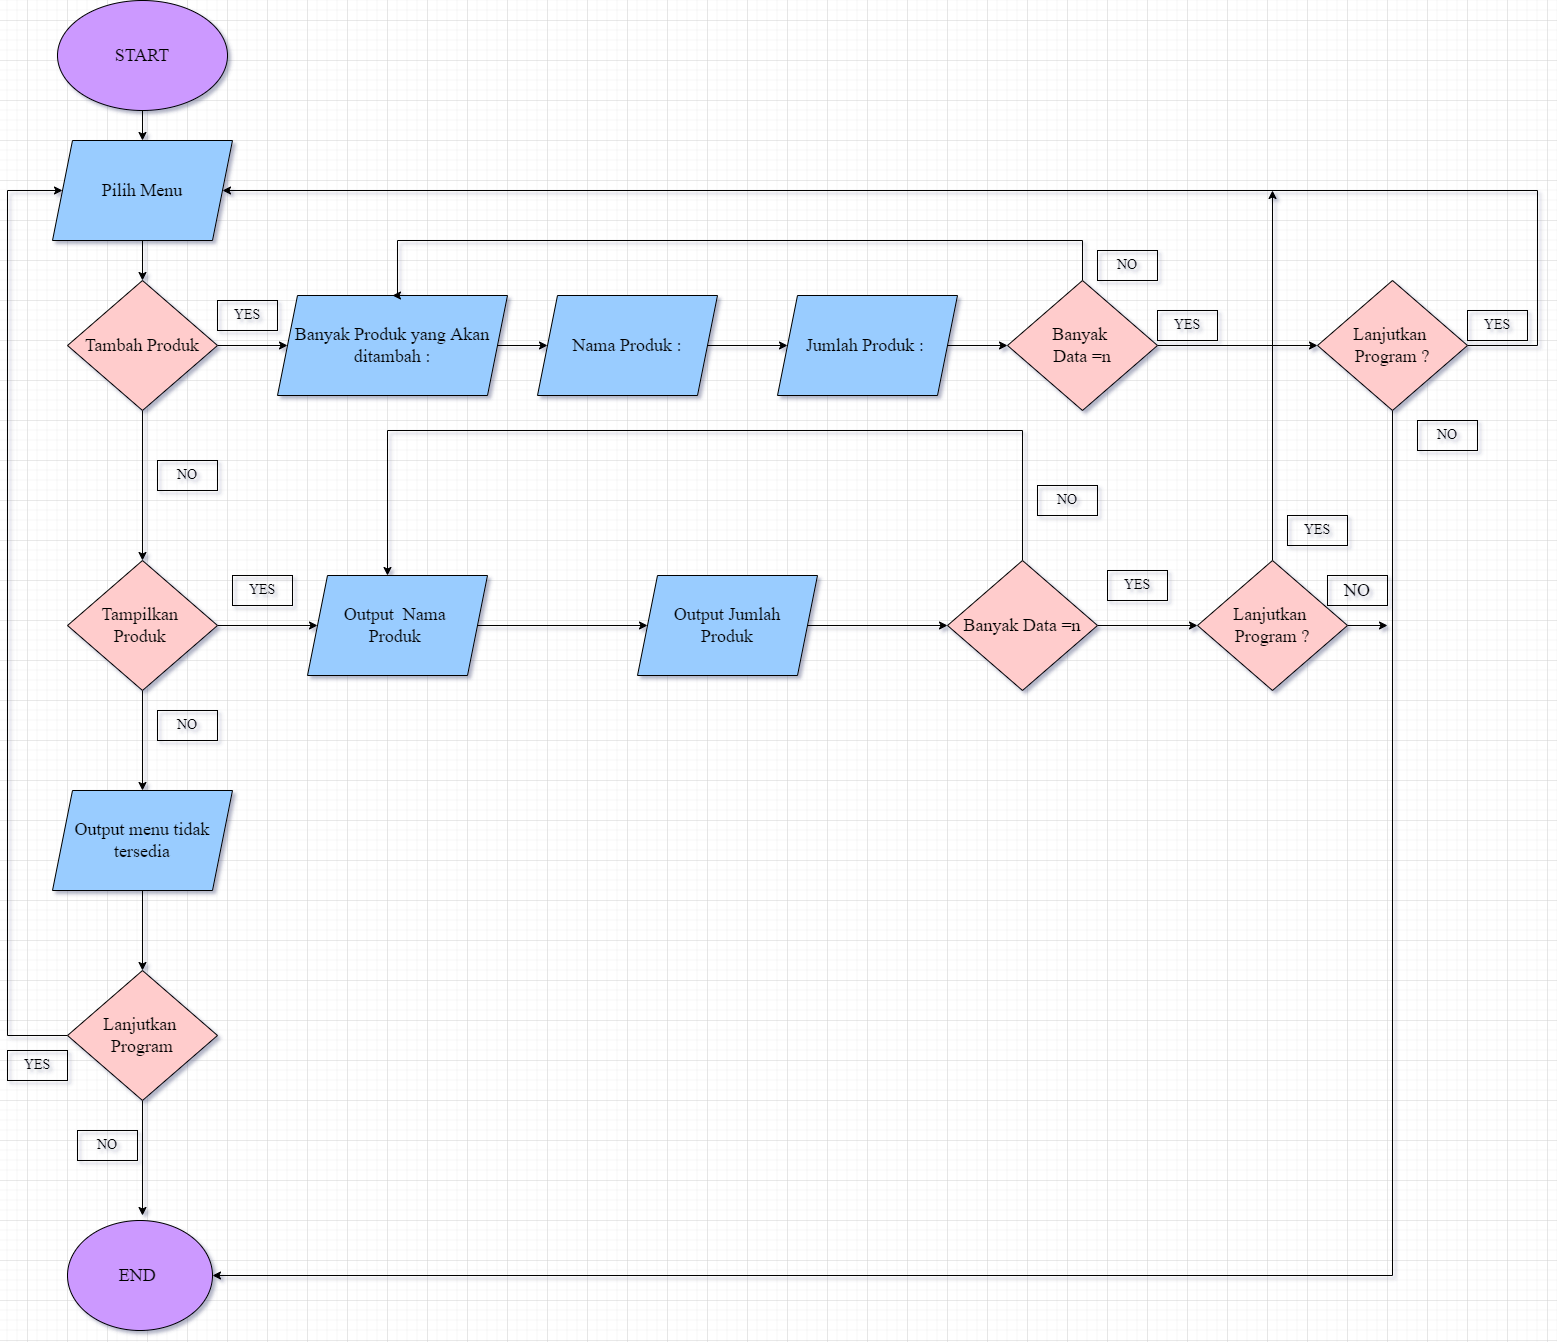 START
Pilih Menu
Tambah Produk
YES
Banyak Produk yang Akan
ditambah :
Nama Produk :
Jumlah Produk :
Banyak
Data =n
NO
YES
Lanjutkan
Program ?
YES
NO
NO
Tampilkan
Produk
YES
Output  Nama
Produk
Output Jumlah
Produk
Banyak Data =n
NO
YES
Lanjutkan
Program ?
YES
NO
NO
Output menu tidak
tersedia
Lanjutkan
Program
YES
NO
END